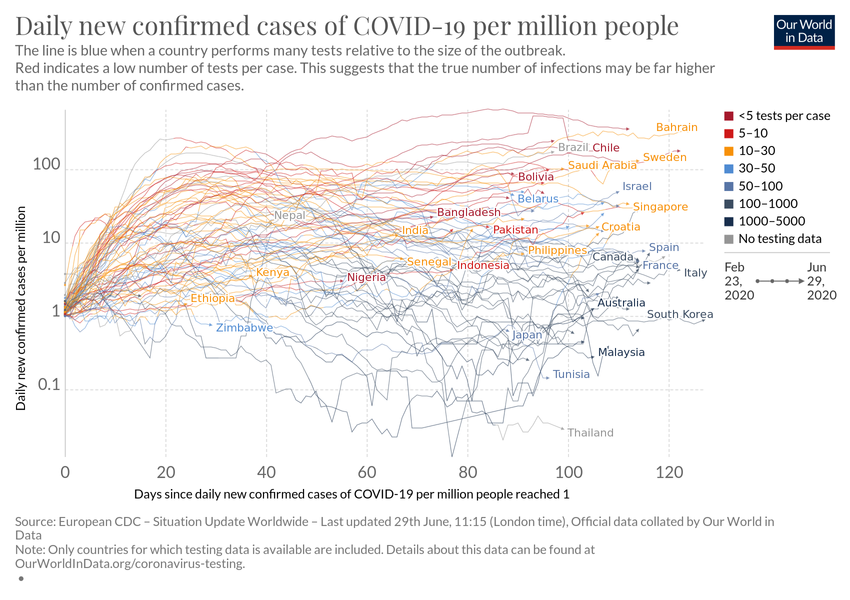 Daily new confirmed cases of COVID-19 per million people
Our World
in Data
The line is blue when a country performs many tests relative to the size of the outbreak.
Red indicates a low number of tests per case. This suggests that the true number of infections may be far higher
than the number of confirmed cases.
<5 tests per case
5–10
10–30
30–50
50–100
100–1000
1000–5000
No testing data
Feb
23,
2020
Jun
29,
2020
Daily new confirmed cases per million
100
10
1
0.1
Bahrain
Brazil
Chile
Sweden
Saudi Arabia
Bolivia
Israel
Belarus
Singapore
Bangladesh
Nepal
Croatia
India
Pakistan
Spain
Philippines
Canada
France
Senegal
Indonesia
Italy
Kenya
Nigeria
Ethiopia
Australia
South Korea
Zimbabwe
Japan
Malaysia
Tunisia
Thailand
0
20
40
60
80
100
120
Days since daily new confirmed cases of COVID-19 per million people reached 1
Source: European CDC – Situation Update Worldwide – Last updated 29th June, 11:15 (London time), Official data collated by Our World in
Data
Note: Only countries for which testing data is available are included. Details about this data can be found at
OurWorldInData.org/coronavirus-testing.